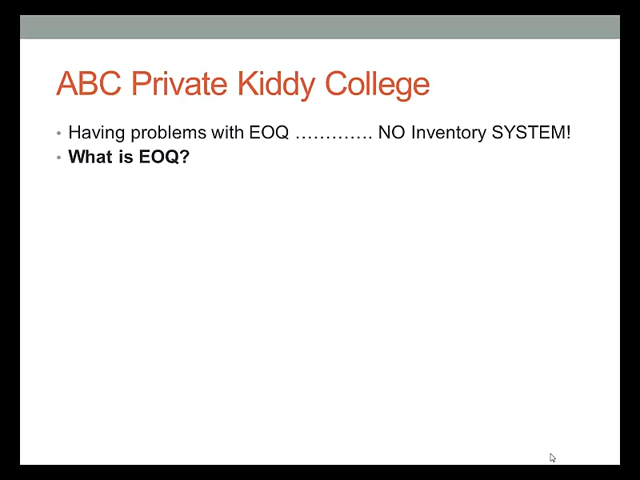 ABC Private Kiddy College
• Having problems with EOQ …………. NO Inventory SYSTEM!
• What is EOQ?